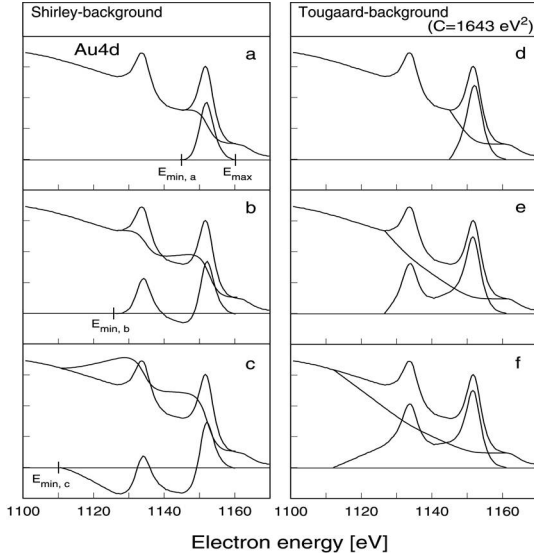 Shirley-background
Tougaard-background
(C=1643 eV²)
Au4d
a
d
E_min, a
E_max
b
e
E_min, b
c
f
E_min, c
1100 1120 1140 1160 1100 1120 1140 1160
Electron energy [eV]